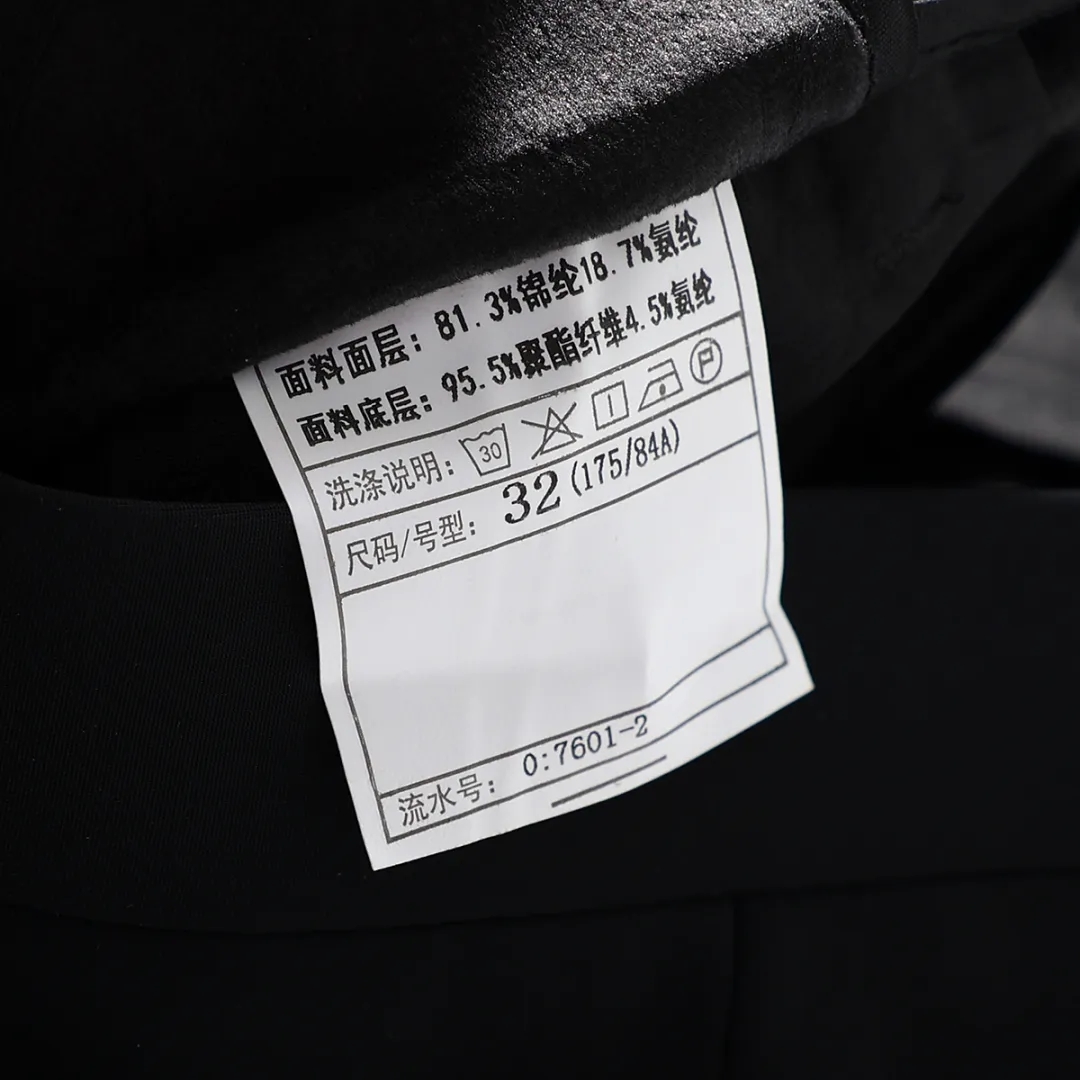 面料面层：81.3%锦纶18.7%氨纶
面料底层：95.5%聚酯纤维4.5%氨纶
洗涤说明：30 P
尺码/号型：32(175/84A)
流水号：0:7601-2